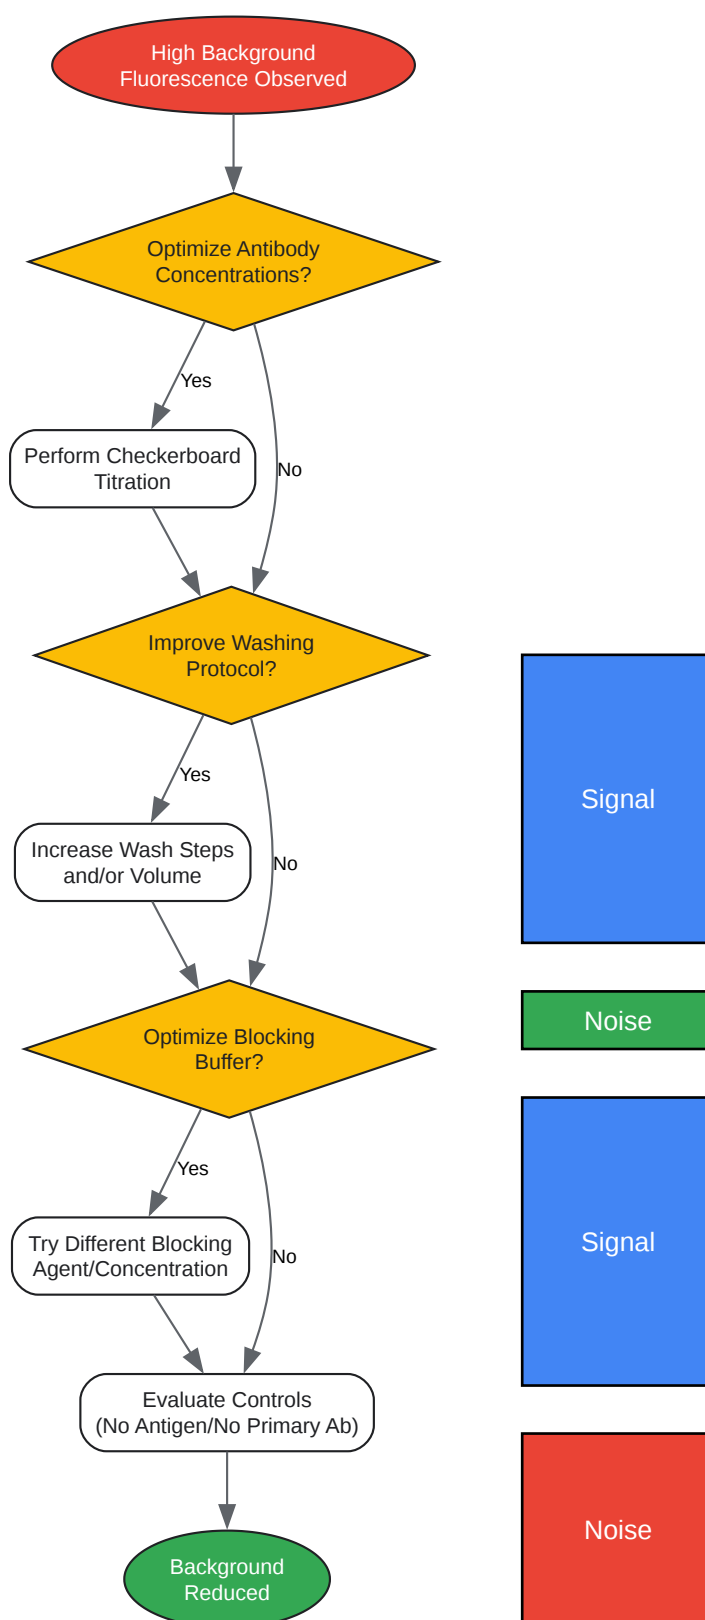 High Background
Fluorescence Observed
Optimize Antibody
Concentrations?
Yes
No
Perform Checkerboard
Titration
Improve Washing
Protocol?
Yes
No
Increase Wash Steps
and/or Volume
Optimize Blocking
Buffer?
Yes
No
Try Different Blocking
Agent/Concentration
Evaluate Controls
(No Antigen/No Primary Ab)
Background
Reduced
Signal
Noise
Signal
Noise